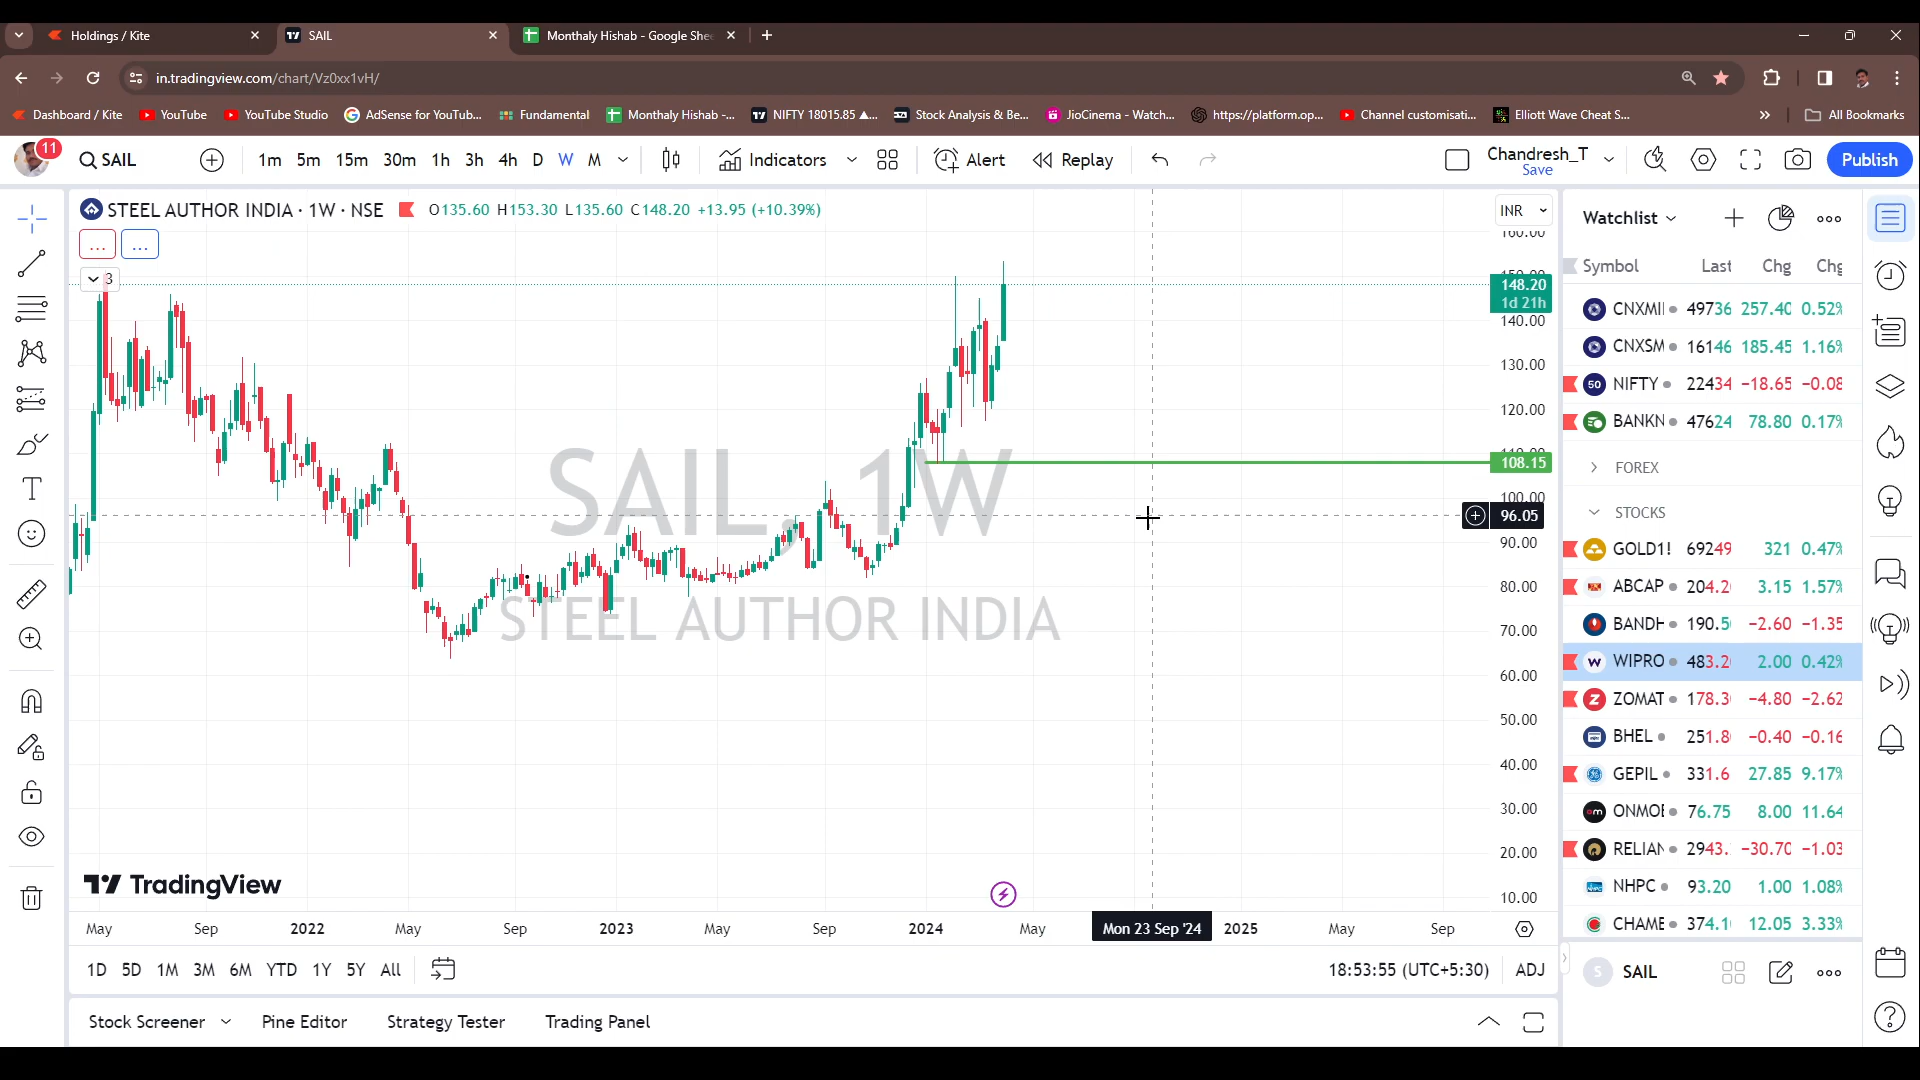 Holdings / Kite
SAIL
Monthaly Hishab - Google She
in.tradingview.com/chart/Vz0xx1vH/
Dashboard / Kite YouTube YouTube Studio AdSense for YouTub... Fundamental Monthaly Hishab -... NIFTY 18015.85 ▲... Stock Analysis & Be... JioCinema - Watch... https://platform.op... Channel customisati... Elliott Wave Cheat S... » All Bookmarks
11 SAIL 1m 5m 15m 30m 1h 3h 4h D W M Indicators Alert Replay Chandresh_T Save Publish
STEEL AUTHOR INDIA · 1W · NSE O135.60 H153.30 L135.60 C148.20 +13.95 (+10.39%)
INR
... ...
3
160.00
150.00
148.20
1d 21h
140.00
130.00
120.00
108.15
100.00
96.05
90.00
80.00
70.00
60.00
50.00
40.00
30.00
20.00
10.00
SAIL, 1W
STEEL AUTHOR INDIA
TradingView
May Sep 2022 May Sep 2023 May Sep 2024 May Mon 23 Sep '24 2025 May Sep
1D 5D 1M 3M 6M YTD 1Y 5Y All 18:53:55 (UTC+5:30) ADJ
Stock Screener Pine Editor Strategy Tester Trading Panel
Watchlist
Symbol Last Chg Chg
CNXMI 49736 257.40 0.52%
CNXSM 16146 185.45 1.16%
50 NIFTY 22434 −18.65 −0.08
BANKN 47624 78.80 0.17%
FOREX
STOCKS
GOLD1! 69249 321 0.47%
ABCAP 204.2 3.15 1.57%
BANDH 190.5 −2.60 −1.35
W WIPRO 483.2 2.00 0.42%
Z ZOMAT 178.3 −4.80 −2.62
BHEL 251.8 −0.40 −0.16
GEPIL 331.6 27.85 9.17%
om ONMOB 76.75 8.00 11.64
RELIAN 2943. −30.70 −1.03
NHPC 93.20 1.00 1.08%
CHAMB 374.1 12.05 3.33%
S SAIL